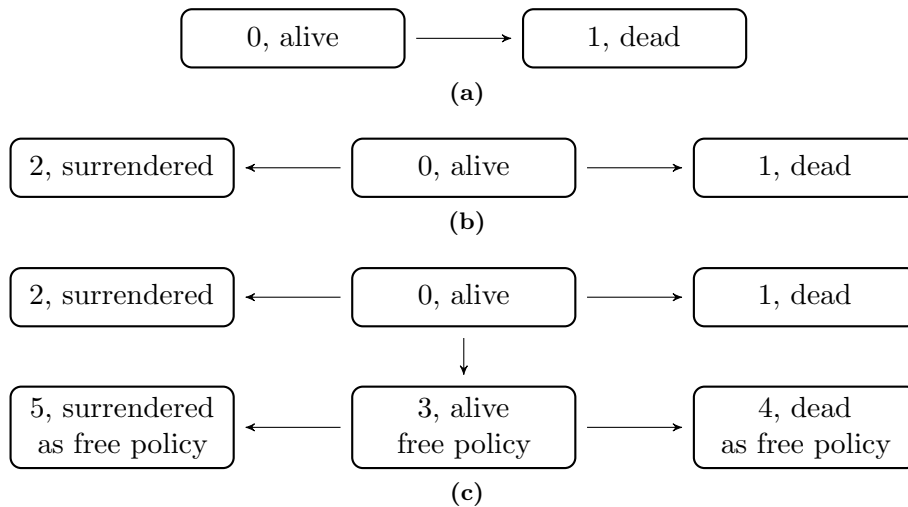 0, alive
1, dead
(a)
2, surrendered
0, alive
1, dead
(b)
2, surrendered
0, alive
1, dead
5, surrendered
as free policy
3, alive
free policy
4, dead
as free policy
(c)